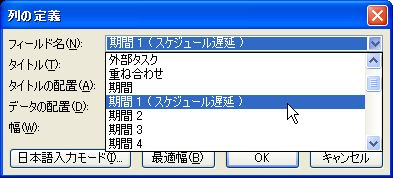 列の定義
フィールド名(N): 期間 1 ( スケジュール遅延 )
タイトル(T): 外部タスク
重ね合わせ
タイトルの配置(A): 期間
期間 1 ( スケジュール遅延 )
データの配置(D): 期間 2
幅(W): 期間 3
期間 4
日本語入力モード(I)... 最適幅(B) OK キャンセル